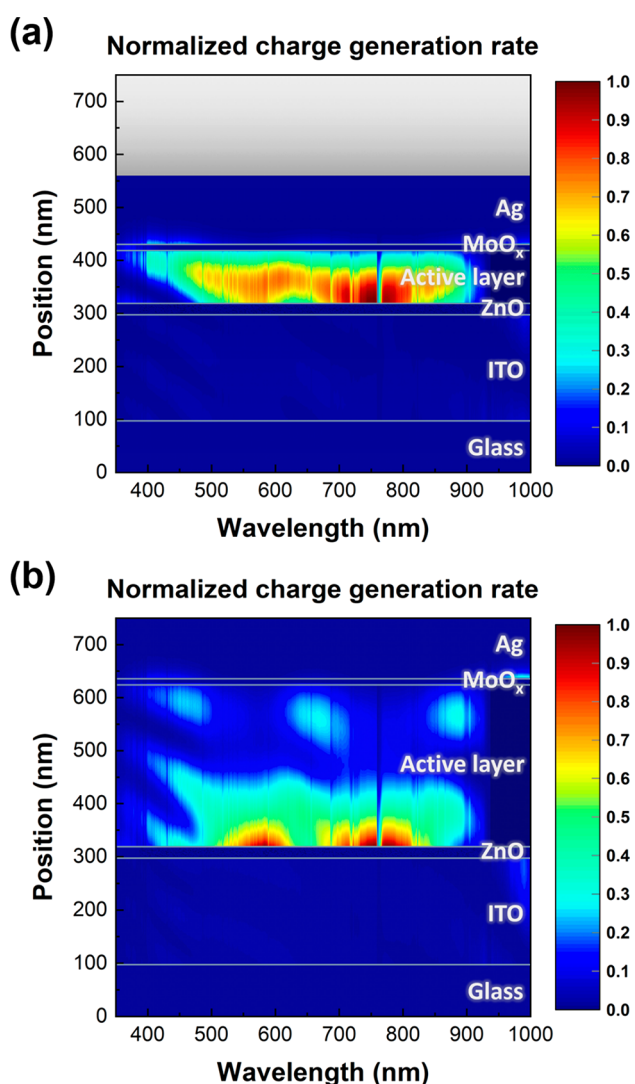 (a)
Normalized charge generation rate
700
600
500
400
300
200
100
0
Position (nm)
Ag
MoOₓ
Active layer
ZnO
ITO
Glass
400 500 600 700 800 900 1000
Wavelength (nm)
1.0
0.9
0.8
0.7
0.6
0.5
0.4
0.3
0.2
0.1
0.0
(b)
Normalized charge generation rate
700
600
500
400
300
200
100
0
Position (nm)
Ag
MoOₓ
Active layer
ZnO
ITO
Glass
400 500 600 700 800 900 1000
Wavelength (nm)
1.0
0.9
0.8
0.7
0.6
0.5
0.4
0.3
0.2
0.1
0.0